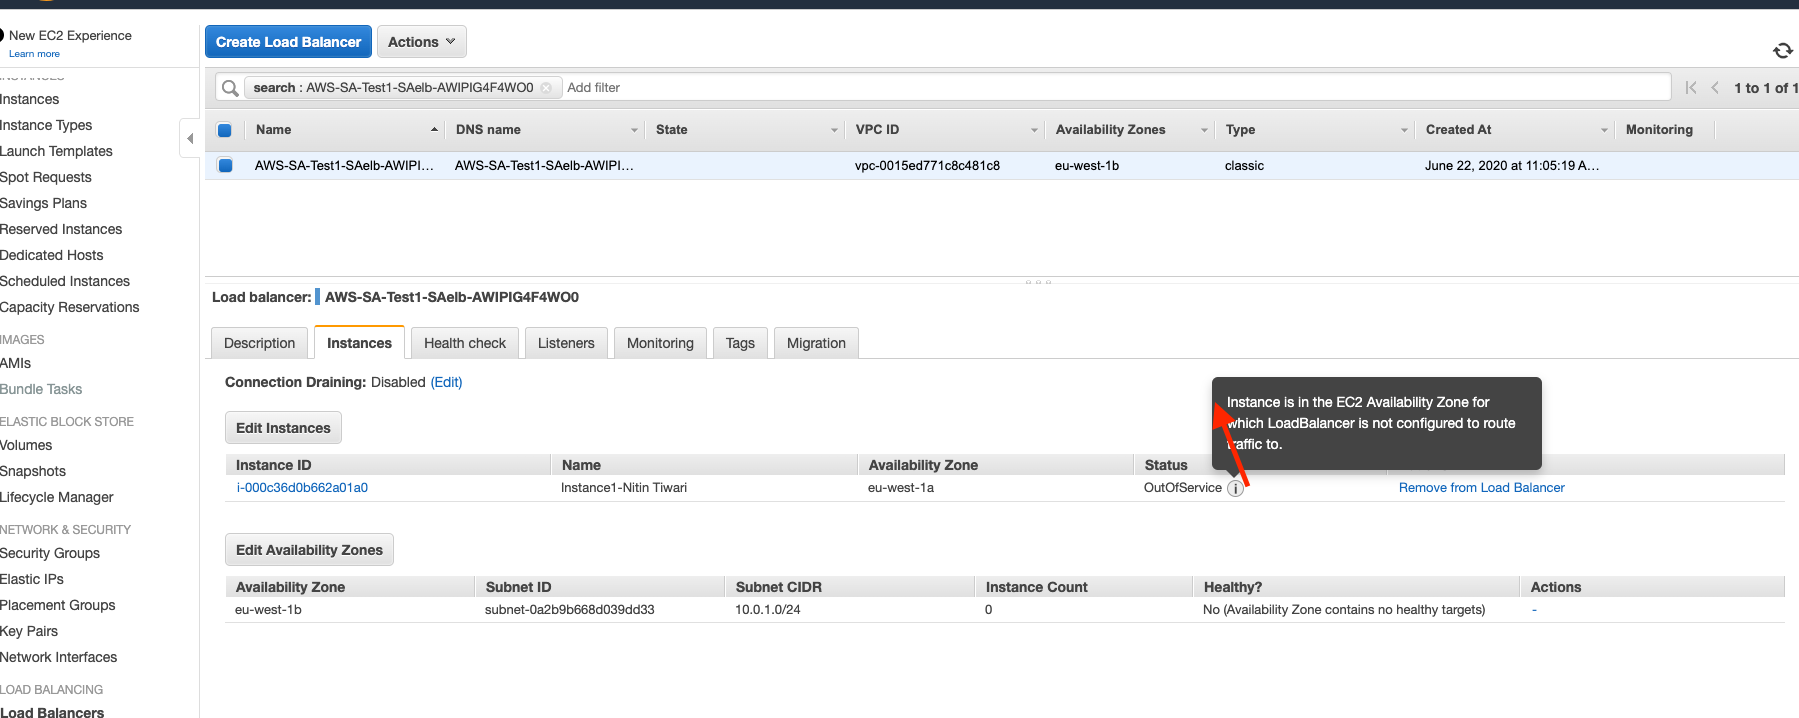 New EC2 Experience
Learn more
INSTANCES
Instances
Instance Types
Launch Templates
Spot Requests
Savings Plans
Reserved Instances
Dedicated Hosts
Scheduled Instances
Capacity Reservations
IMAGES
AMIs
Bundle Tasks
ELASTIC BLOCK STORE
Volumes
Snapshots
Lifecycle Manager
NETWORK & SECURITY
Security Groups
Elastic IPs
Placement Groups
Key Pairs
Network Interfaces
LOAD BALANCING
Load Balancers
Create Load Balancer Actions
search : AWS-SA-Test1-SAelb-AWIPIG4F4WO0 Add filter 1 to 1 of 1
Name DNS name State VPC ID Availability Zones Type Created At Monitoring
AWS-SA-Test1-SAelb-AWIPI... AWS-SA-Test1-SAelb-AWIPI... vpc-0015ed771c8c481c8 eu-west-1b classic June 22, 2020 at 11:05:19 A...
Load balancer: AWS-SA-Test1-SAelb-AWIPIG4F4WO0
Description Instances Health check Listeners Monitoring Tags Migration
Connection Draining: Disabled (Edit)
Instance is in the EC2 Availability Zone for
which LoadBalancer is not configured to route
traffic to.
Edit Instances
Instance ID Name Availability Zone Status
i-000c36d0b662a01a0 Instance1-Nitin Tiwari eu-west-1a OutOfService i Remove from Load Balancer
Edit Availability Zones
Availability Zone Subnet ID Subnet CIDR Instance Count Healthy? Actions
eu-west-1b subnet-0a2b9b668d039dd33 10.0.1.0/24 0 No (Availability Zone contains no healthy targets) -